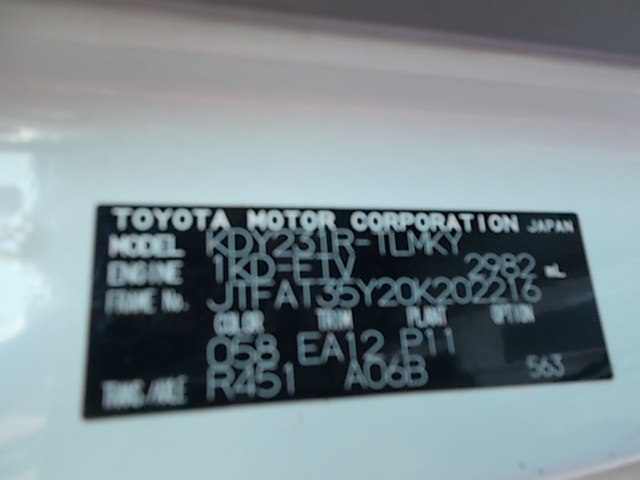 TOYOTA MOTOR CORPORATION JAPAN
MODEL KDY231R-TLMKY
ENGINE 1KD-FTV 2982 mL
FRAME No. JTFAT35Y20K202216
COLOR TRIM PLANT OPTION
058 EA12 P11
TRANS/AXLE R451 A06B 563